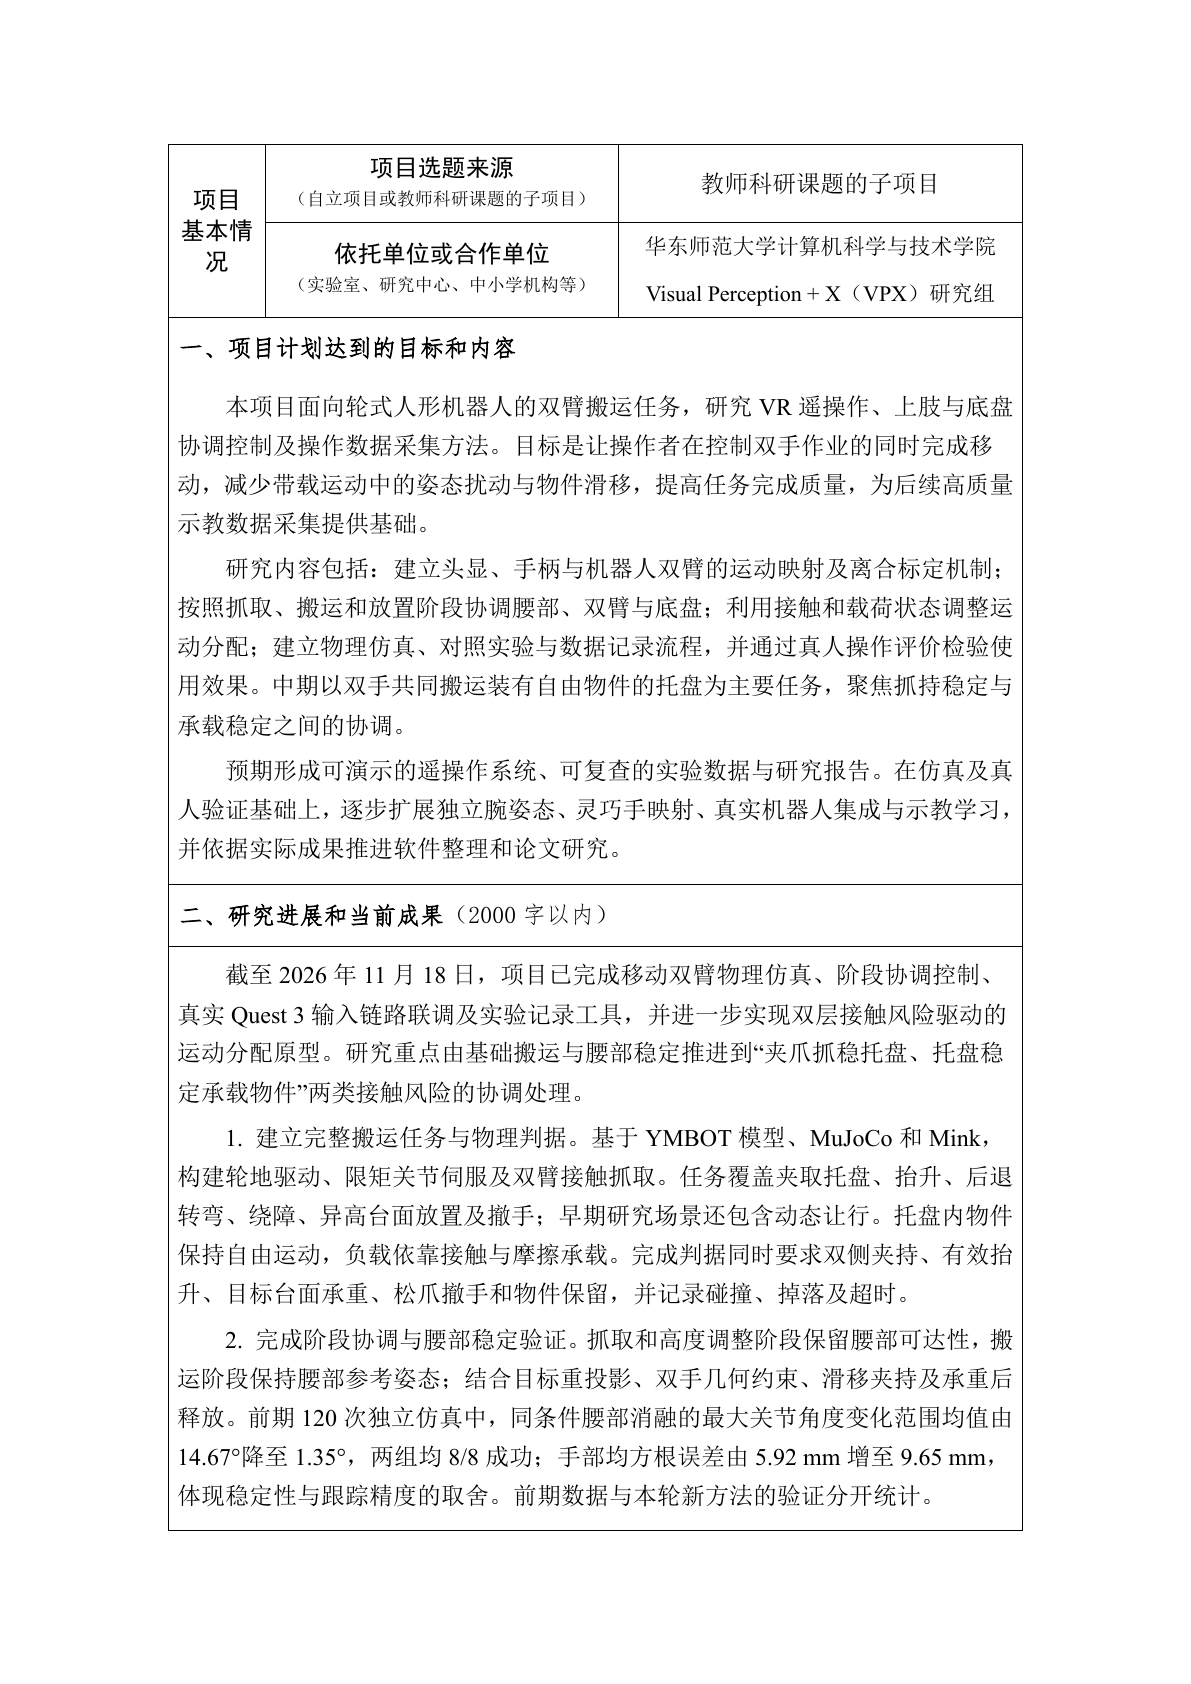 项目
基本情
况
项目选题来源
（自立项目或教师科研课题的子项目）
教师科研课题的子项目
依托单位或合作单位
（实验室、研究中心、中小学机构等）
华东师范大学计算机科学与技术学院
Visual Perception + X（VPX）研究组
一、项目计划达到的目标和内容
本项目面向轮式人形机器人的双臂搬运任务，研究 VR 遥操作、上肢与底盘
协调控制及操作数据采集方法。目标是让操作者在控制双手作业的同时完成移
动，减少带载运动中的姿态扰动与物件滑移，提高任务完成质量，为后续高质量
示教数据采集提供基础。
研究内容包括：建立头显、手柄与机器人双臂的运动映射及离合标定机制；
按照抓取、搬运和放置阶段协调腰部、双臂与底盘；利用接触和载荷状态调整运
动分配；建立物理仿真、对照实验与数据记录流程，并通过真人操作评价检验使
用效果。中期以双手共同搬运装有自由物件的托盘为主要任务，聚焦抓持稳定与
承载稳定之间的协调。
预期形成可演示的遥操作系统、可复查的实验数据与研究报告。在仿真及真
人验证基础上，逐步扩展独立腕姿态、灵巧手映射、真实机器人集成与示教学习，
并依据实际成果推进软件整理和论文研究。
二、研究进展和当前成果（2000 字以内）
截至 2026 年 11 月 18 日，项目已完成移动双臂物理仿真、阶段协调控制、
真实 Quest 3 输入链路联调及实验记录工具，并进一步实现双层接触风险驱动的
运动分配原型。研究重点由基础搬运与腰部稳定推进到“夹爪抓稳托盘、托盘稳
定承载物件”两类接触风险的协调处理。
1. 建立完整搬运任务与物理判据。基于 YMBOT 模型、MuJoCo 和 Mink，
构建轮地驱动、限矩关节伺服及双臂接触抓取。任务覆盖夹取托盘、抬升、后退
转弯、绕障、异高台面放置及撤手；早期研究场景还包含动态让行。托盘内物件
保持自由运动，负载依靠接触与摩擦承载。完成判据同时要求双侧夹持、有效抬
升、目标台面承重、松爪撤手和物件保留，并记录碰撞、掉落及超时。
2. 完成阶段协调与腰部稳定验证。抓取和高度调整阶段保留腰部可达性，搬
运阶段保持腰部参考姿态；结合目标重投影、双手几何约束、滑移夹持及承重后
释放。前期 120 次独立仿真中，同条件腰部消融的最大关节角度变化范围均值由
14.67°降至 1.35°，两组均 8/8 成功；手部均方根误差由 5.92 mm 增至 9.65 mm，
体现稳定性与跟踪精度的取舍。前期数据与本轮新方法的验证分开统计。